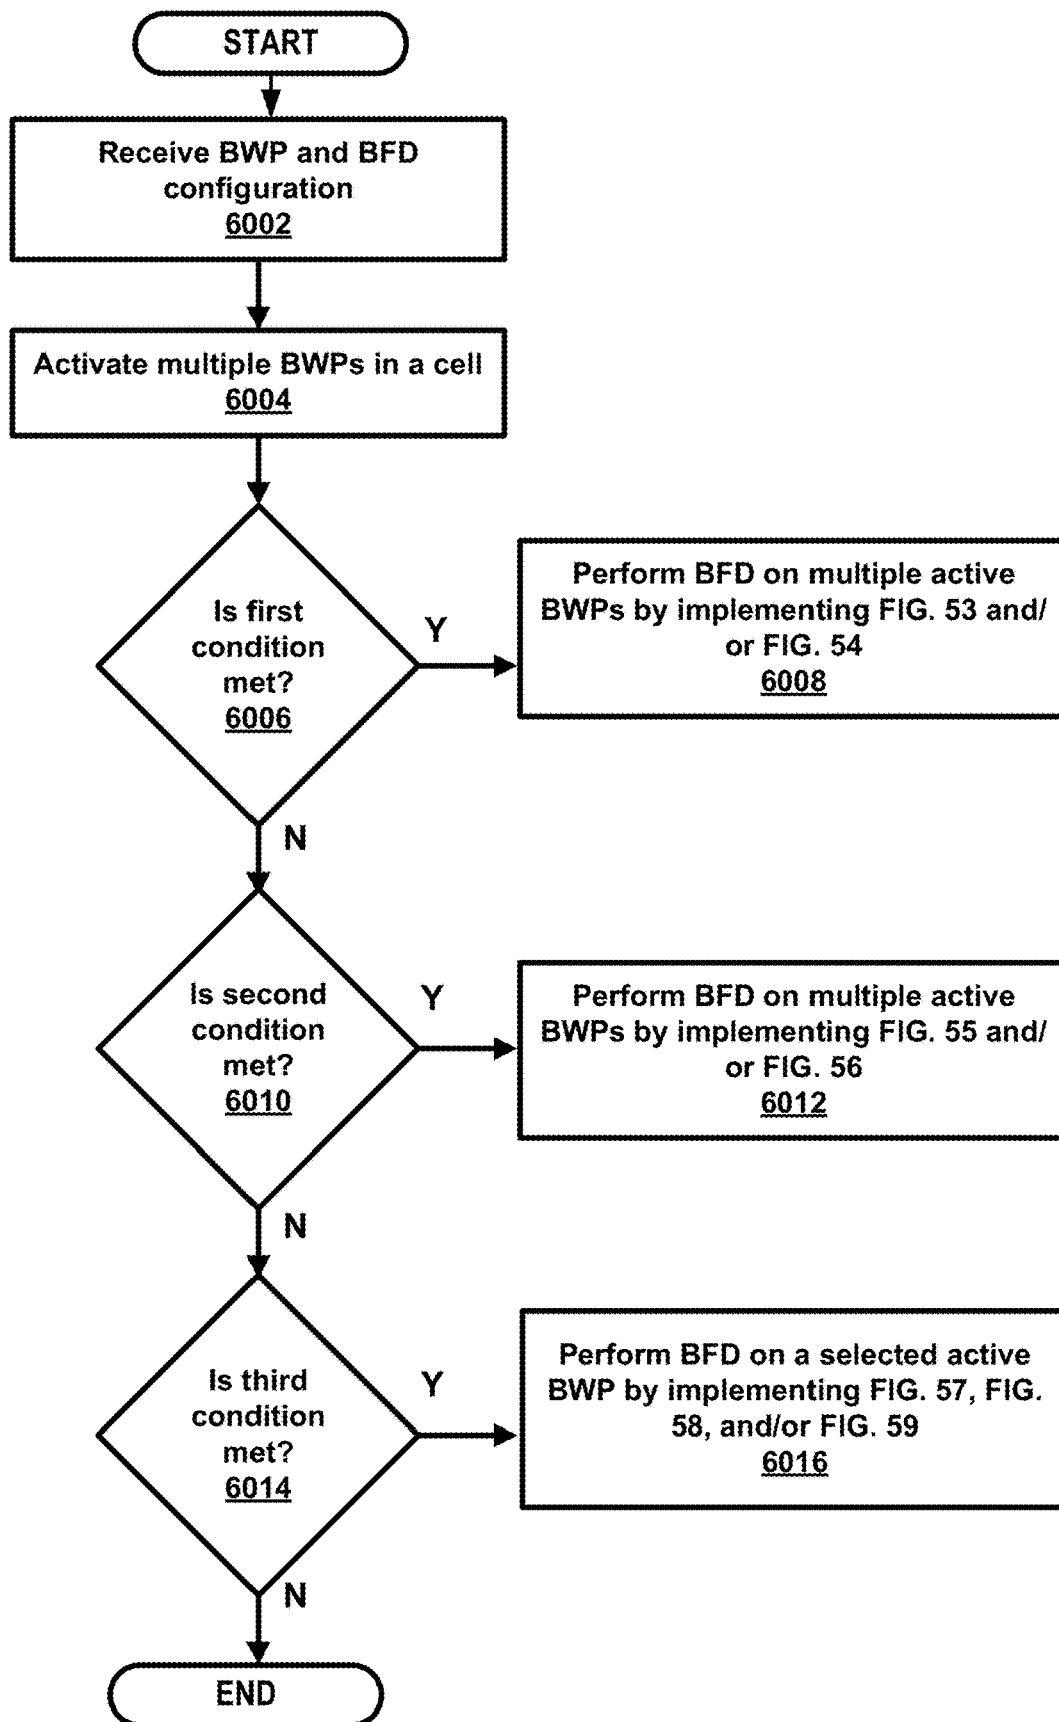 START
Receive BWP and BFD
configuration
6002
Activate multiple BWPs in a cell
6004
Is first
condition
met?
6006
Y
Perform BFD on multiple active
BWPs by implementing FIG. 53 and/
or FIG. 54
6008
N
Is second
condition
met?
6010
Y
Perform BFD on multiple active
BWPs by implementing FIG. 55 and/
or FIG. 56
6012
N
Is third
condition
met?
6014
Y
Perform BFD on a selected active
BWP by implementing FIG. 57, FIG.
58, and/or FIG. 59
6016
N
END